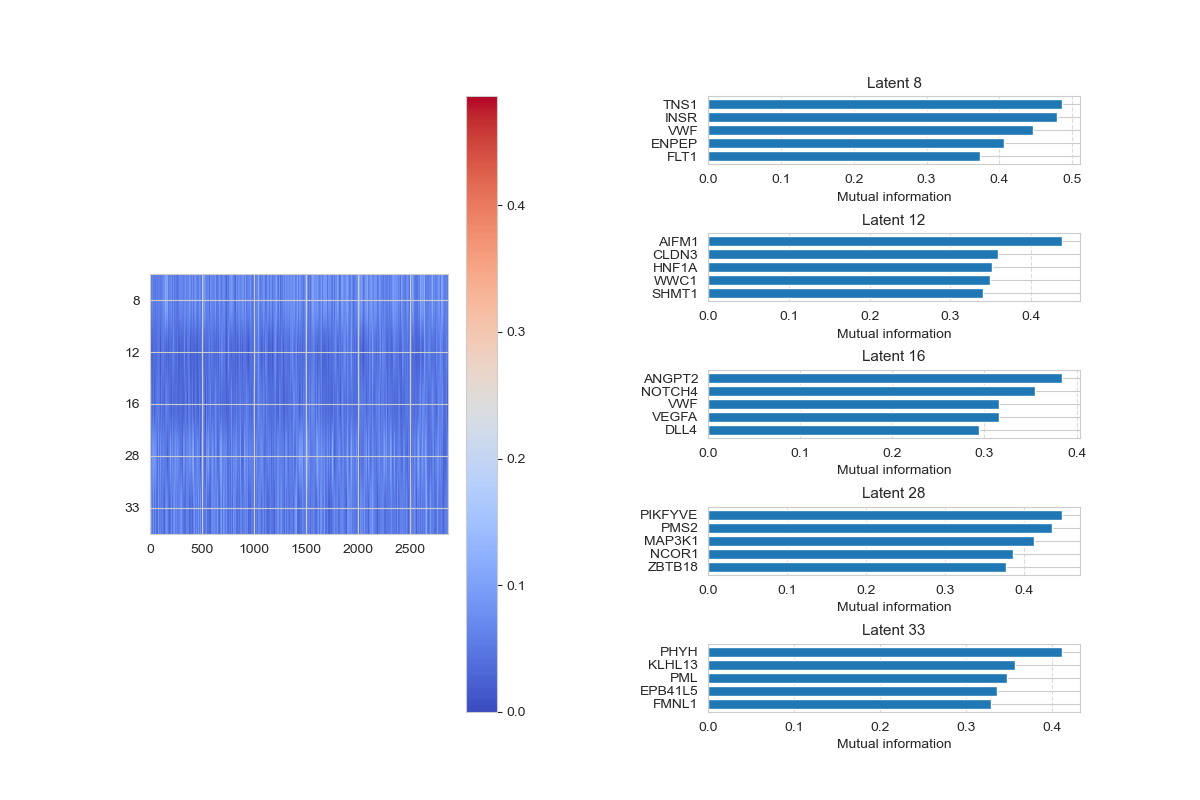 0.4
0.3
0.2
0.1
0.0
8
12
16
28
33
0 500 1000 1500 2000 2500
Latent 8
TNS1
INSR
VWF
ENPEP
FLT1
0.0 0.1 0.2 0.3 0.4 0.5
Mutual information
Latent 12
AIFM1
CLDN3
HNF1A
WWC1
SHMT1
0.0 0.1 0.2 0.3 0.4
Mutual information
Latent 16
ANGPT2
NOTCH4
VWF
VEGFA
DLL4
0.0 0.1 0.2 0.3 0.4
Mutual information
Latent 28
PIKFYVE
PMS2
MAP3K1
NCOR1
ZBTB18
0.0 0.1 0.2 0.3 0.4
Mutual information
Latent 33
PHYH
KLHL13
PML
EPB41L5
FMNL1
0.0 0.1 0.2 0.3 0.4
Mutual information